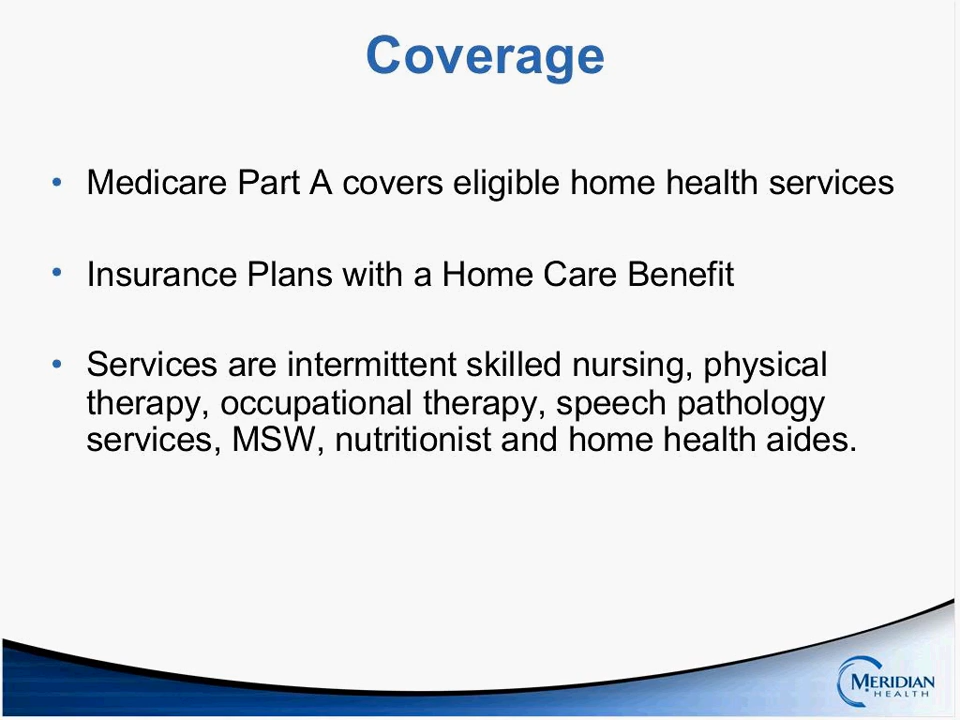 Coverage
• Medicare Part A covers eligible home health services
• Insurance Plans with a Home Care Benefit
• Services are intermittent skilled nursing, physical
therapy, occupational therapy, speech pathology
services, MSW, nutritionist and home health aides.
MERIDIAN
HEALTH